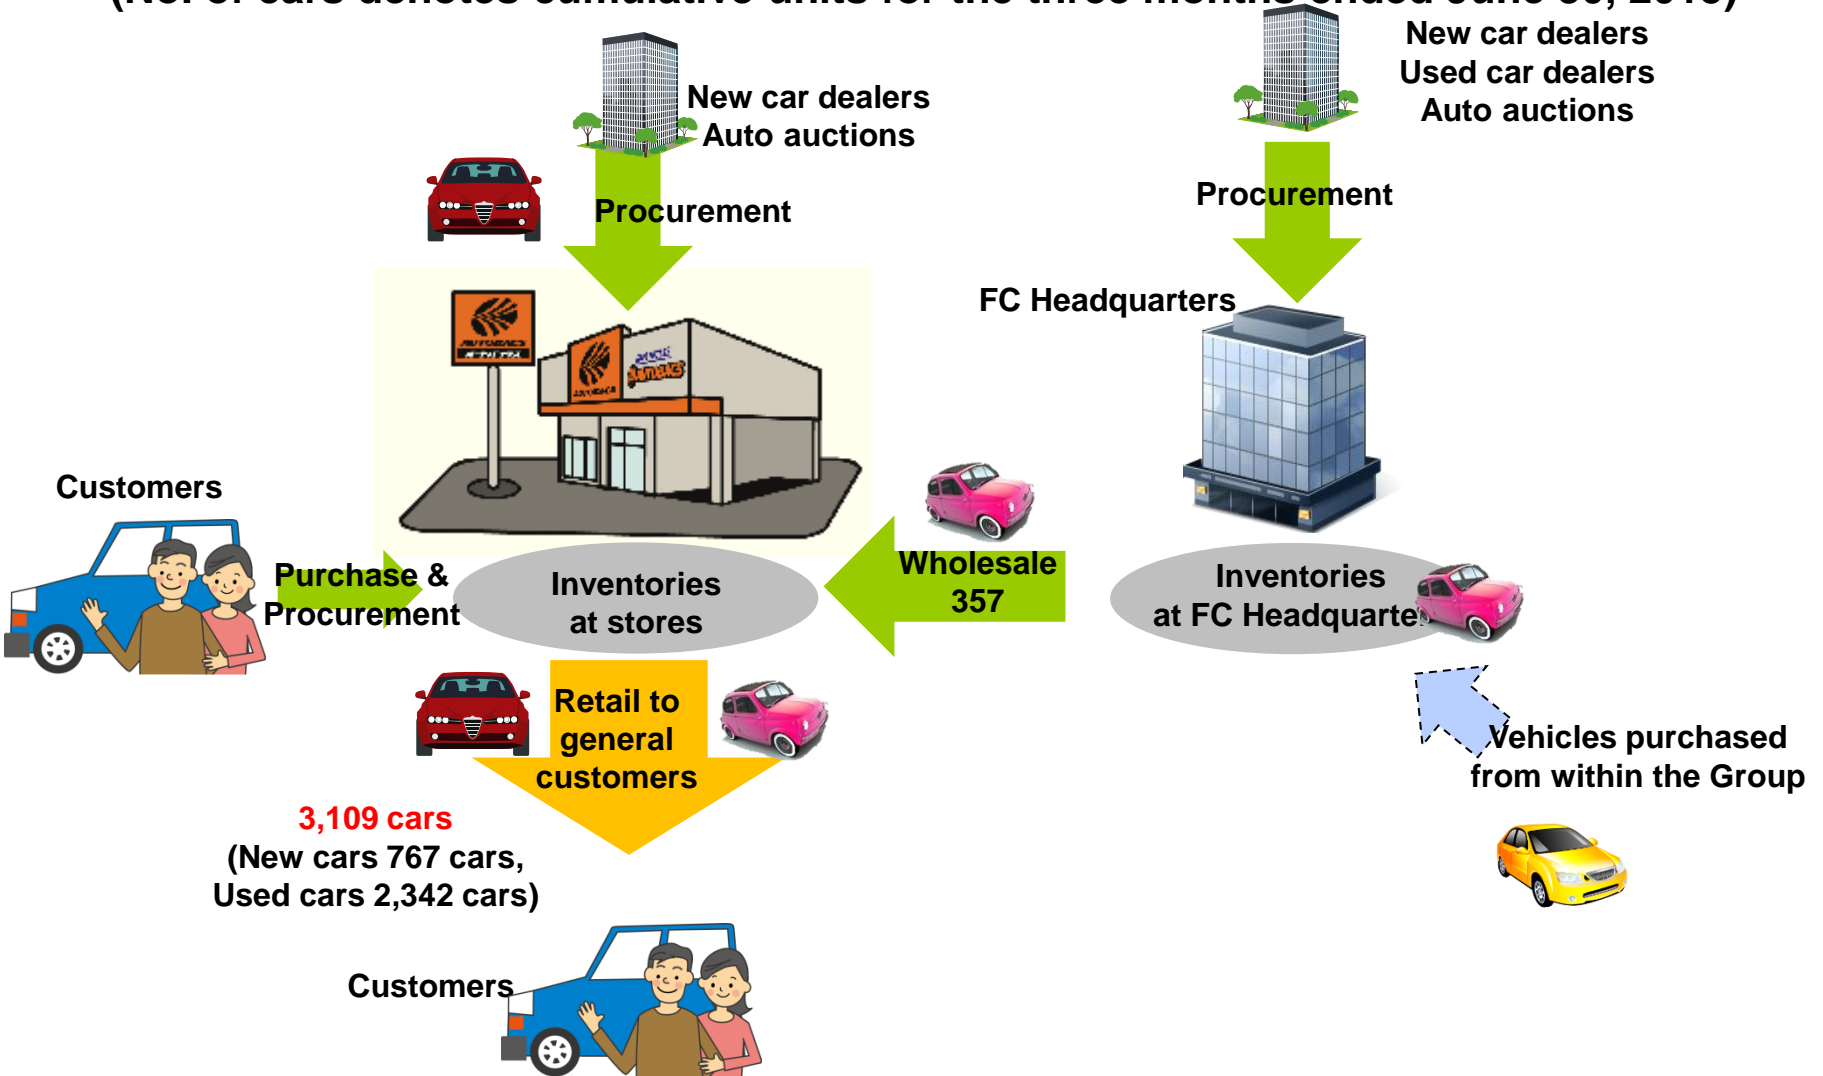 New car dealers
Used car dealers
Auto auctions
New car dealers
Auto auctions
Procurement
Procurement
FC Headquarters
AUTOBACS
AUTOBACS
Customers
Purchase &
Procurement
Inventories
at stores
Wholesale
357
Inventories
at FC Headquarte
Retail to
general
customers
Vehicles purchased
from within the Group
3,109 cars
(New cars 767 cars,
Used cars 2,342 cars)
Customers